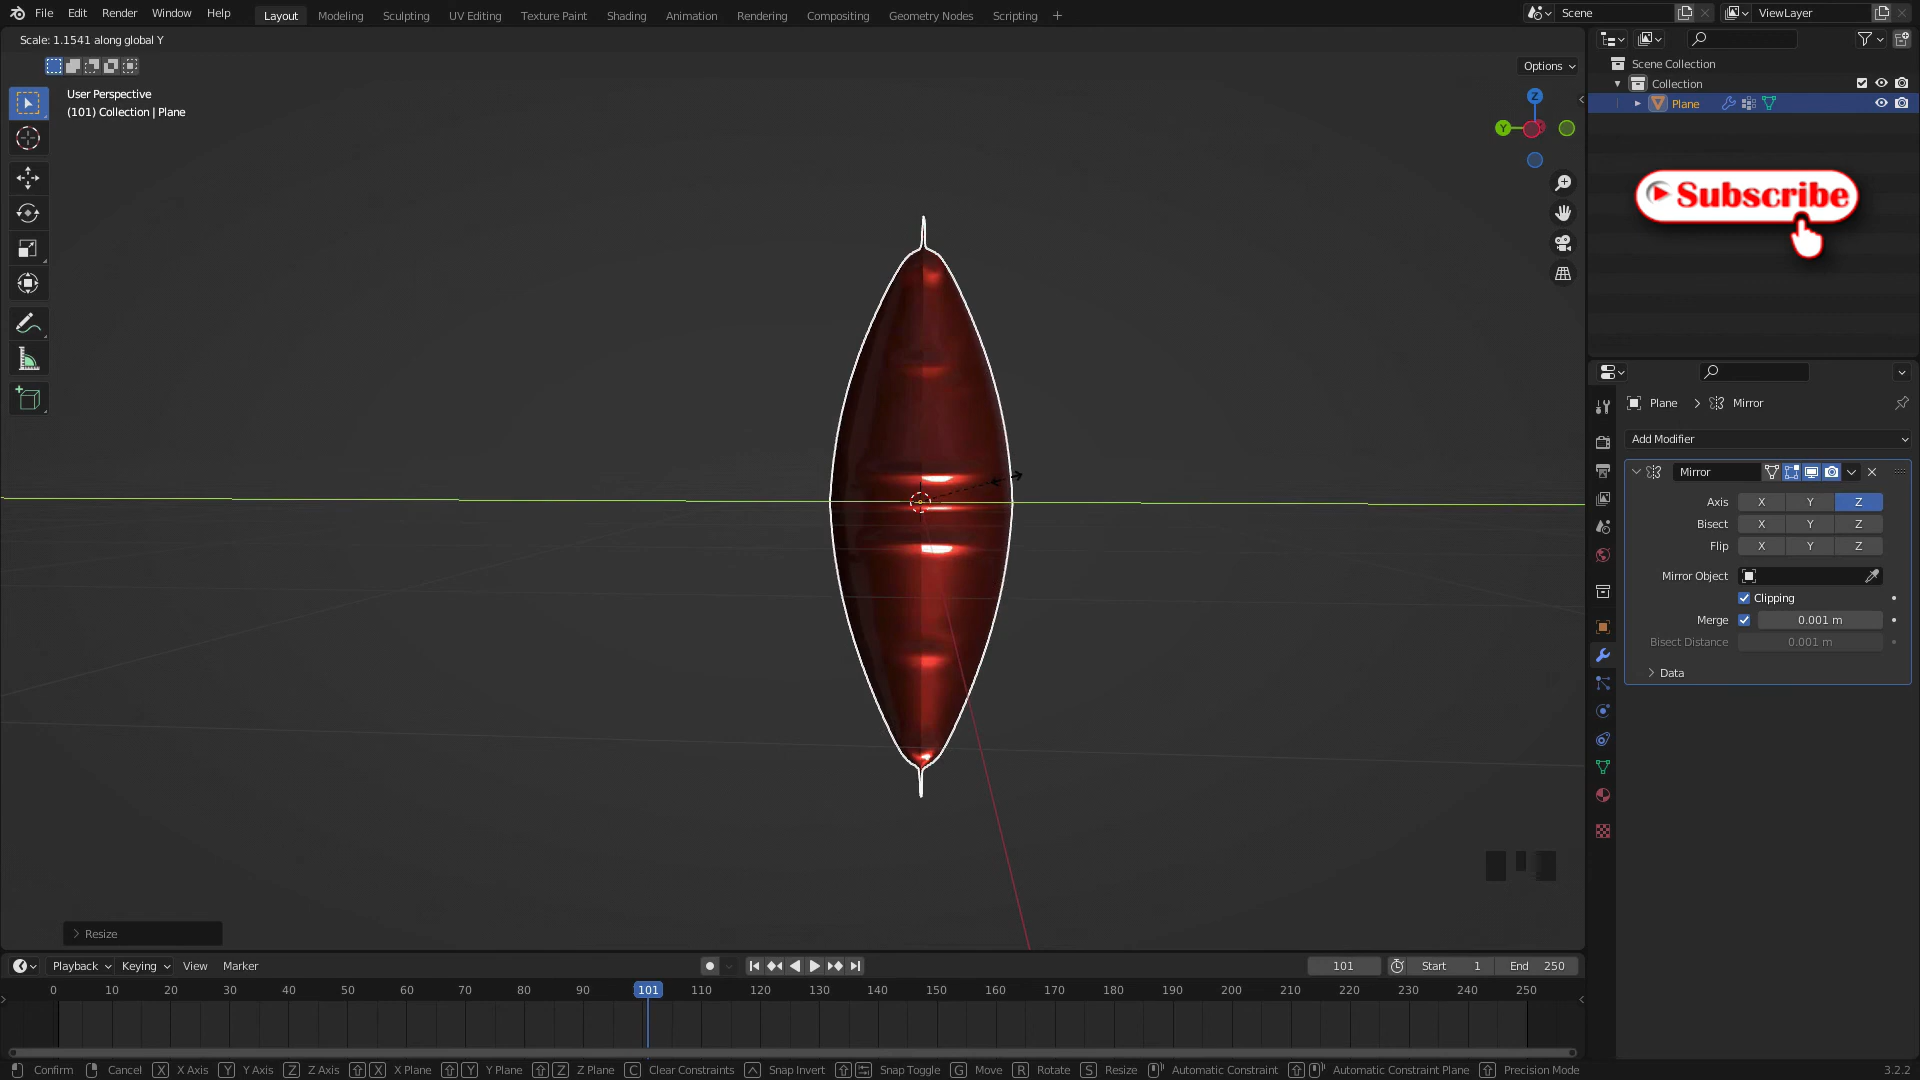 File Edit Render Window Help Layout Modeling Sculpting UV Editing Texture Paint Shading Animation Rendering Compositing Geometry Nodes Scripting + Scene ViewLayer
Scale: 1.1541 along global Y
Options
User Perspective
(101) Collection | Plane
Z
Y
Scene Collection
Collection
Plane
Subscribe
Plane > Mirror
Add Modifier
Mirror
Axis X Y Z
Bisect X Y Z
Flip X Y Z
Mirror Object
Clipping
Merge 0.001 m
Bisect Distance 0.001 m
Data
Resize
Playback Keying View Marker 101 Start 1 End 250
0 10 20 30 40 50 60 70 80 90 101 110 120 130 140 150 160 170 180 190 200 210 220 230 240 250
Confirm Cancel X X Axis Y Y Axis Z Z Axis X X Plane Y Y Plane Z Z Plane C Clear Constraints Snap Invert Snap Toggle G Move R Rotate S Resize Automatic Constraint Automatic Constraint Plane Precision Mode 3.2.2